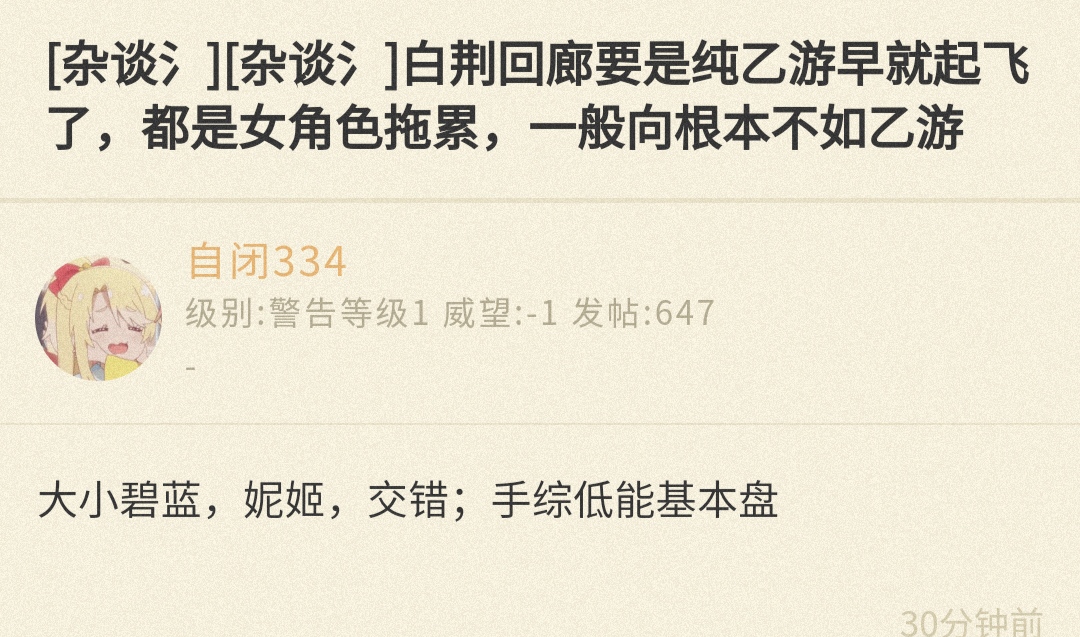 [杂谈氵][杂谈氵]白荆回廊要是纯乙游早就起飞
了，都是女角色拖累，一般向根本不如乙游
自闭334
级别:警告等级1 威望:-1 发帖:647
-
大小碧蓝，妮姬，交错；手综低能基本盘
30分钟前